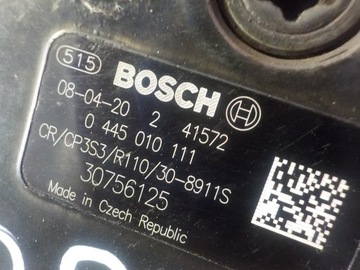 515 BOSCH
08-04-20 2 41572
0 445 010 111
CR/CP3S3/R110/30-8911S
30756125
Made in Czech Republic